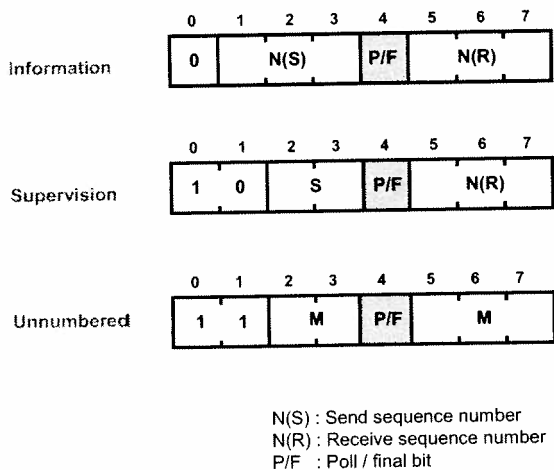 0 1 2 3 4 5 6 7
Information 0 N(S) P/F N(R)
0 1 2 3 4 5 6 7
Supervision 1 0 S P/F N(R)
0 1 2 3 4 5 6 7
Unnumbered 1 1 M P/F M
N(S) : Send sequence number
N(R) : Receive sequence number
P/F : Poll / final bit